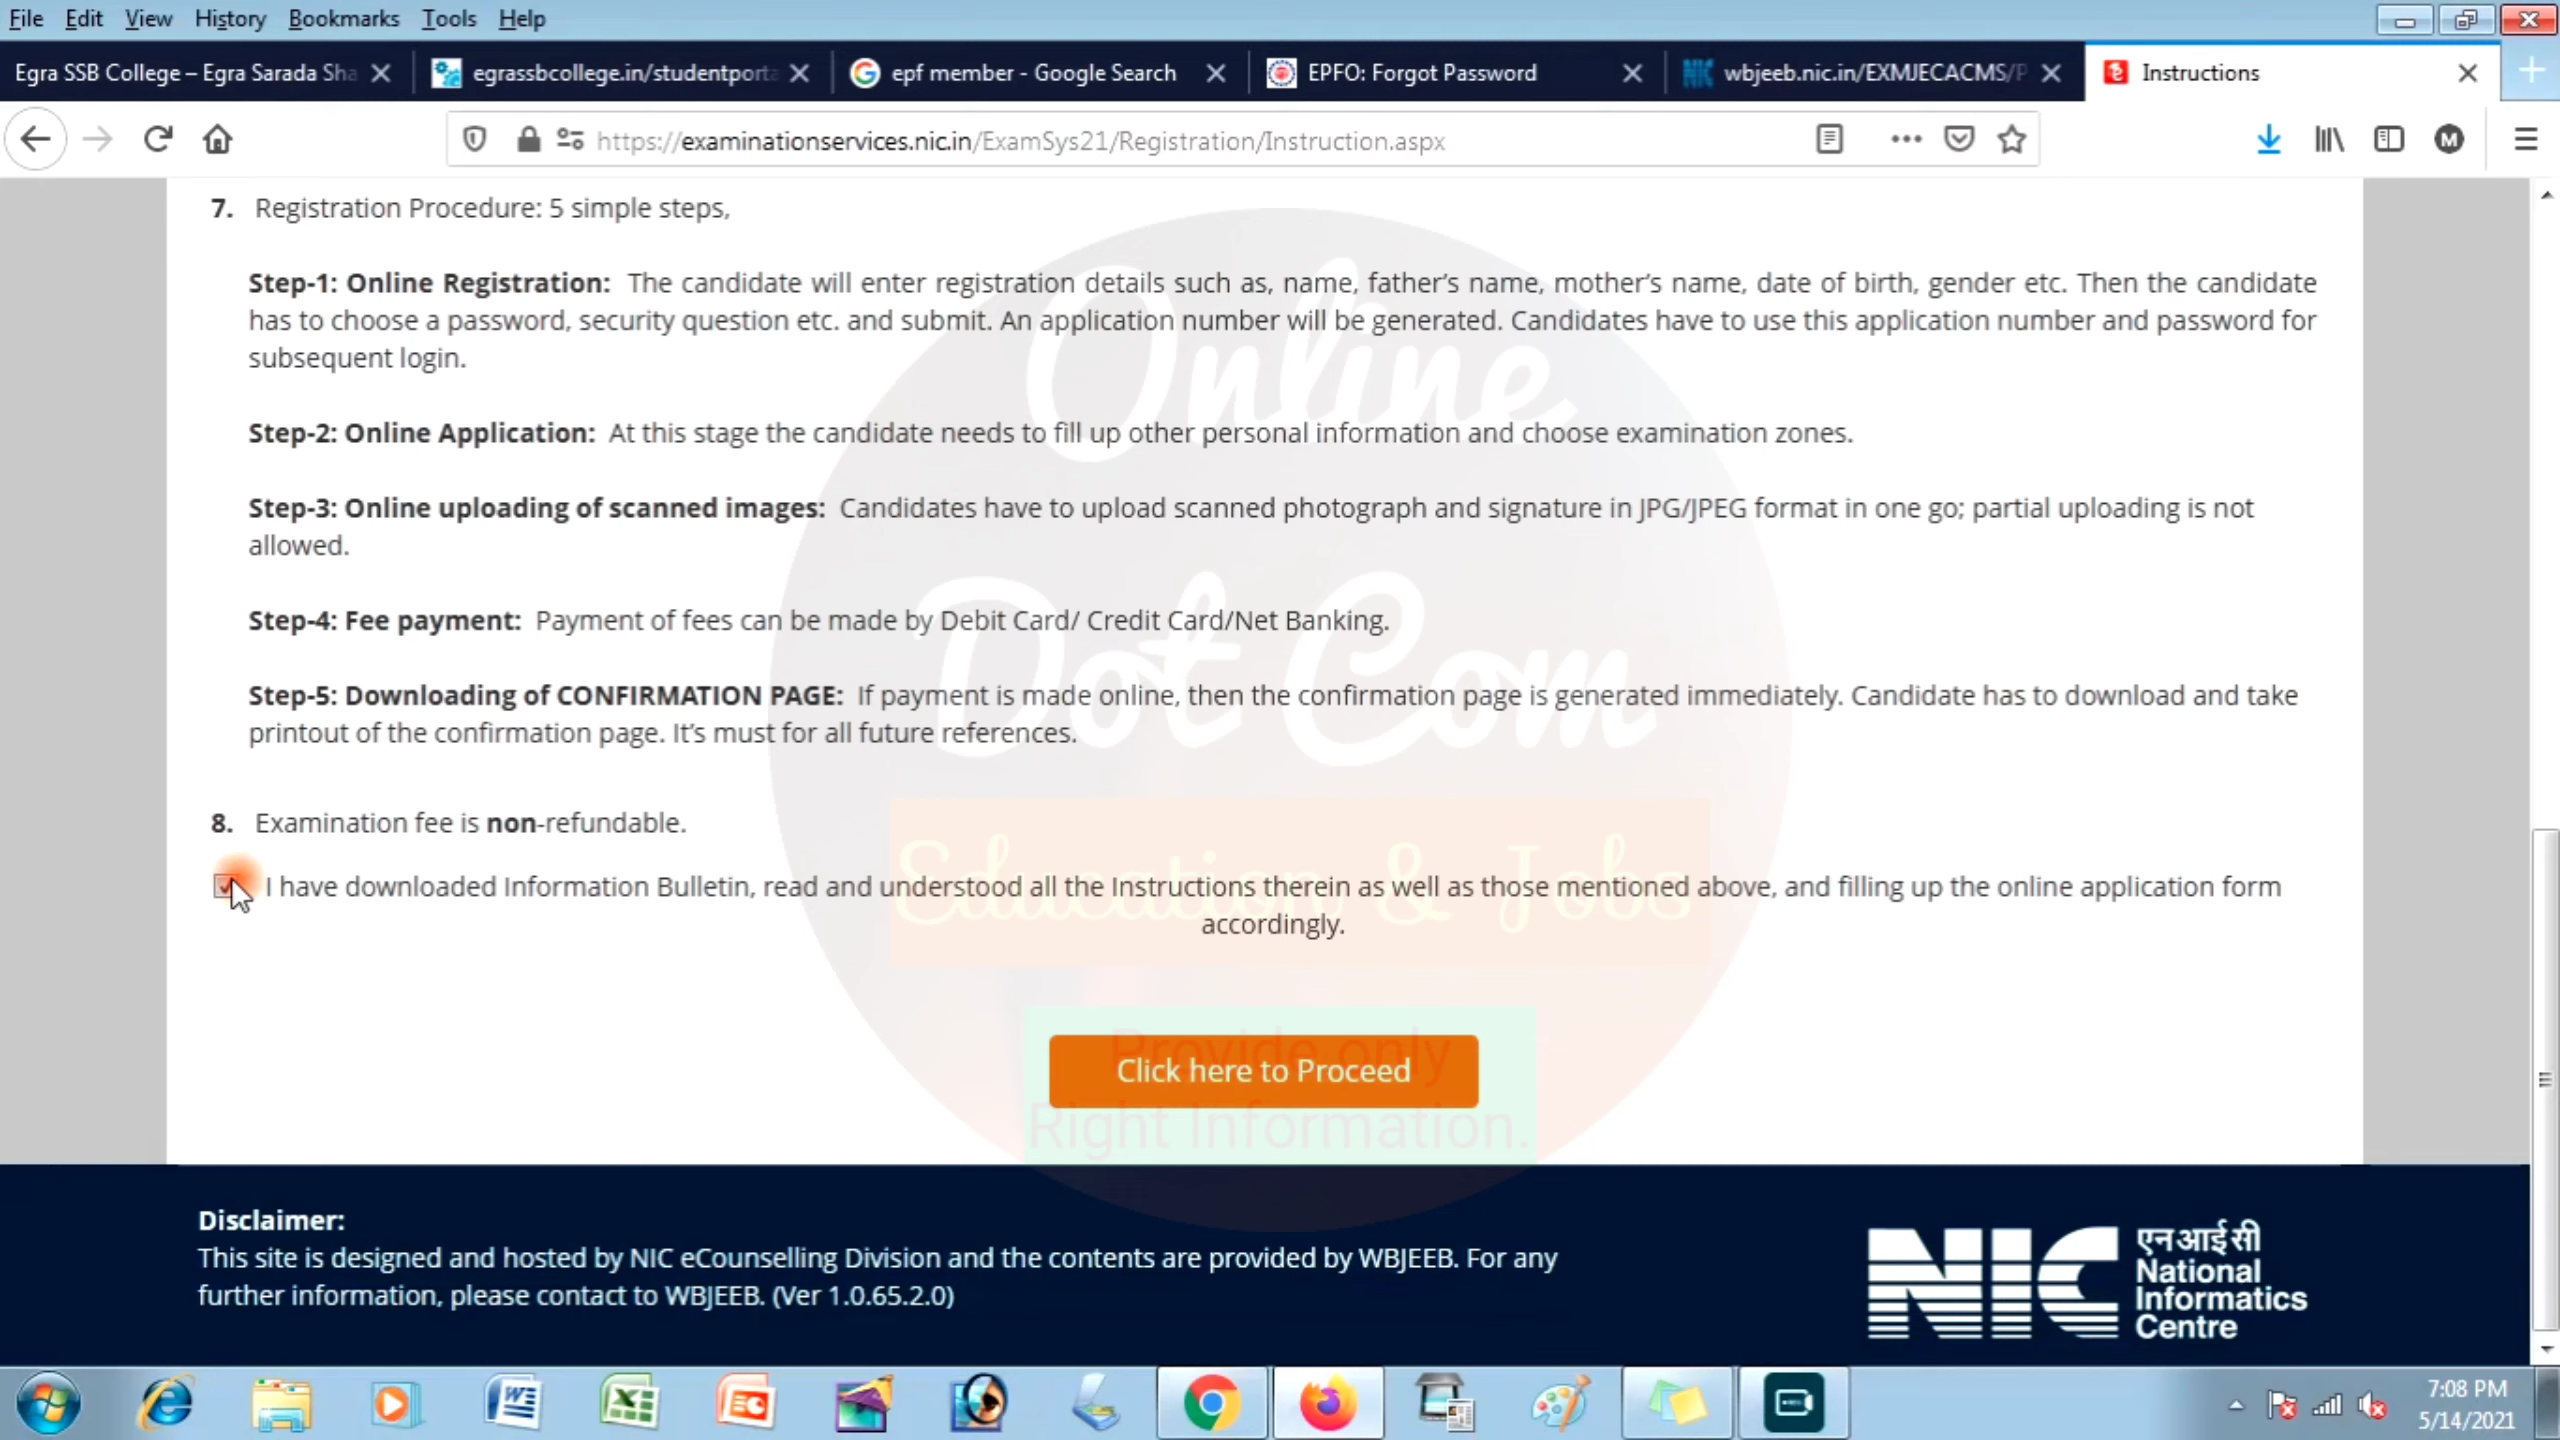 File Edit View History Bookmarks Tools Help
Egra SSB College – Egra Sarada Sha
egrassbcollege.in/studentporta
epf member - Google Search
EPFO: Forgot Password
wbjeeb.nic.in/EXMJECACMS/P
Instructions
https://examinationservices.nic.in/ExamSys21/Registration/Instruction.aspx
M
7. Registration Procedure: 5 simple steps,
Step-1: Online Registration: The candidate will enter registration details such as, name, father's name, mother's name, date of birth, gender etc. Then the candidate
has to choose a password, security question etc. and submit. An application number will be generated. Candidates have to use this application number and password for
subsequent login.
Step-2: Online Application: At this stage the candidate needs to fill up other personal information and choose examination zones.
Step-3: Online uploading of scanned images: Candidates have to upload scanned photograph and signature in JPG/JPEG format in one go; partial uploading is not
allowed.
Step-4: Fee payment: Payment of fees can be made by Debit Card/ Credit Card/Net Banking.
Step-5: Downloading of CONFIRMATION PAGE: If payment is made online, then the confirmation page is generated immediately. Candidate has to download and take
printout of the confirmation page. It's must for all future references.
8. Examination fee is non-refundable.
I have downloaded Information Bulletin, read and understood all the Instructions therein as well as those mentioned above, and filling up the online application form
accordingly.
Click here to Proceed
Online
Dot Com
Education & Jobs
Provide only
Right Information.
Disclaimer:
This site is designed and hosted by NIC eCounselling Division and the contents are provided by WBJEEB. For any
further information, please contact to WBJEEB. (Ver 1.0.65.2.0)
NIC
एन आई सी
National
Informatics
Centre
7:08 PM
5/14/2021